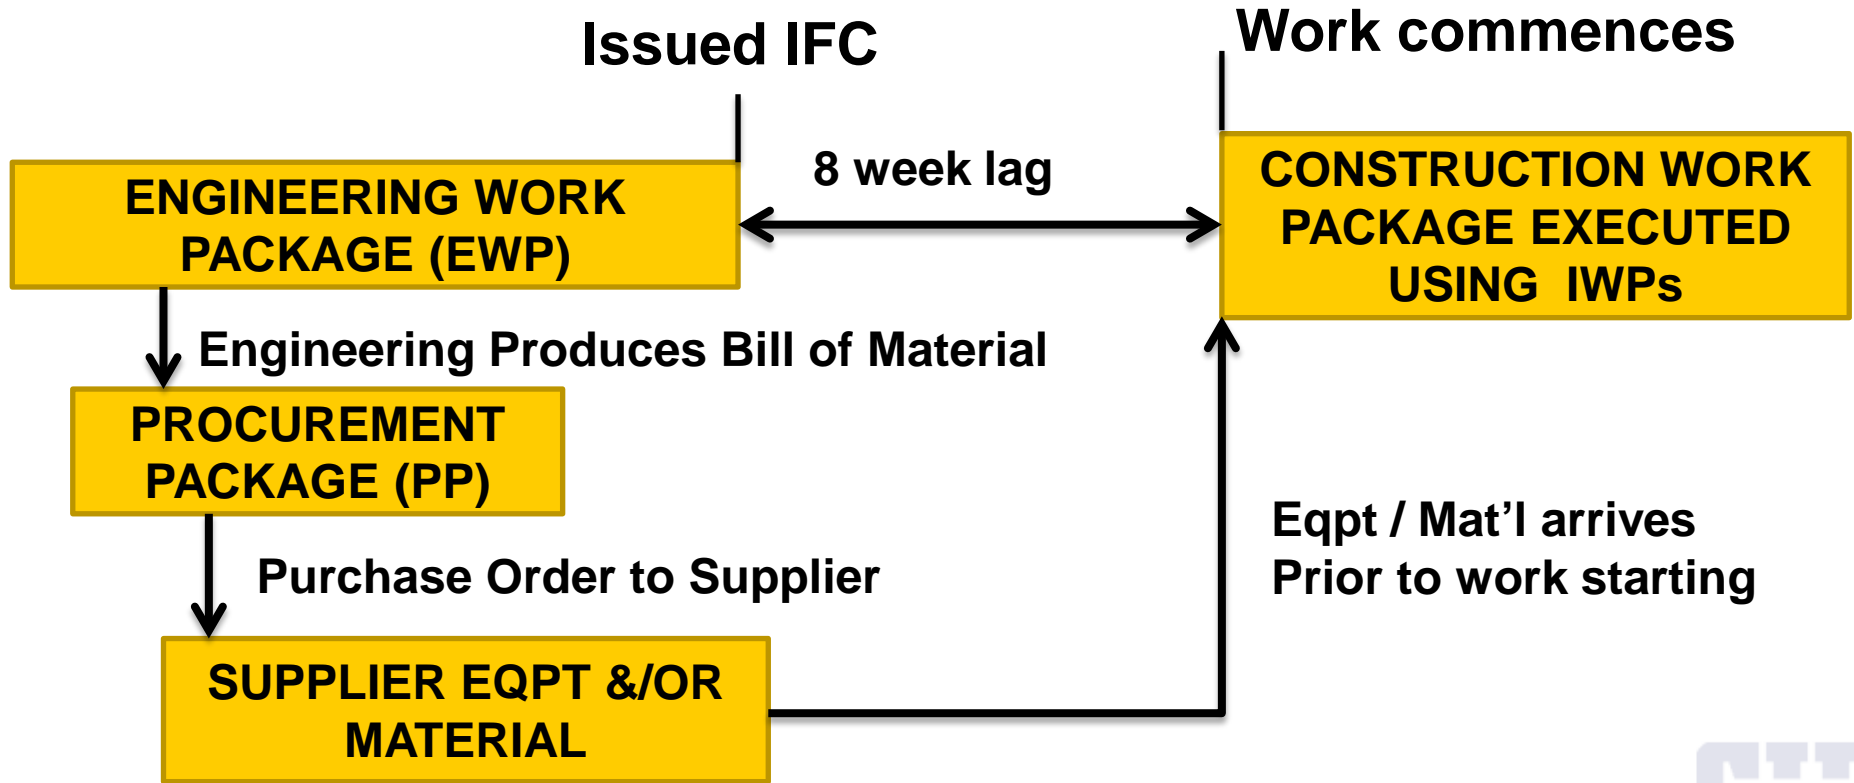 Issued IFC
Work commences
8 week lag
ENGINEERING WORK
PACKAGE (EWP)
CONSTRUCTION WORK
PACKAGE EXECUTED
USING  IWPs
Engineering Produces Bill of Material
PROCUREMENT
PACKAGE (PP)
Purchase Order to Supplier
Eqpt / Mat’l arrives
Prior to work starting
SUPPLIER EQPT &/OR
MATERIAL